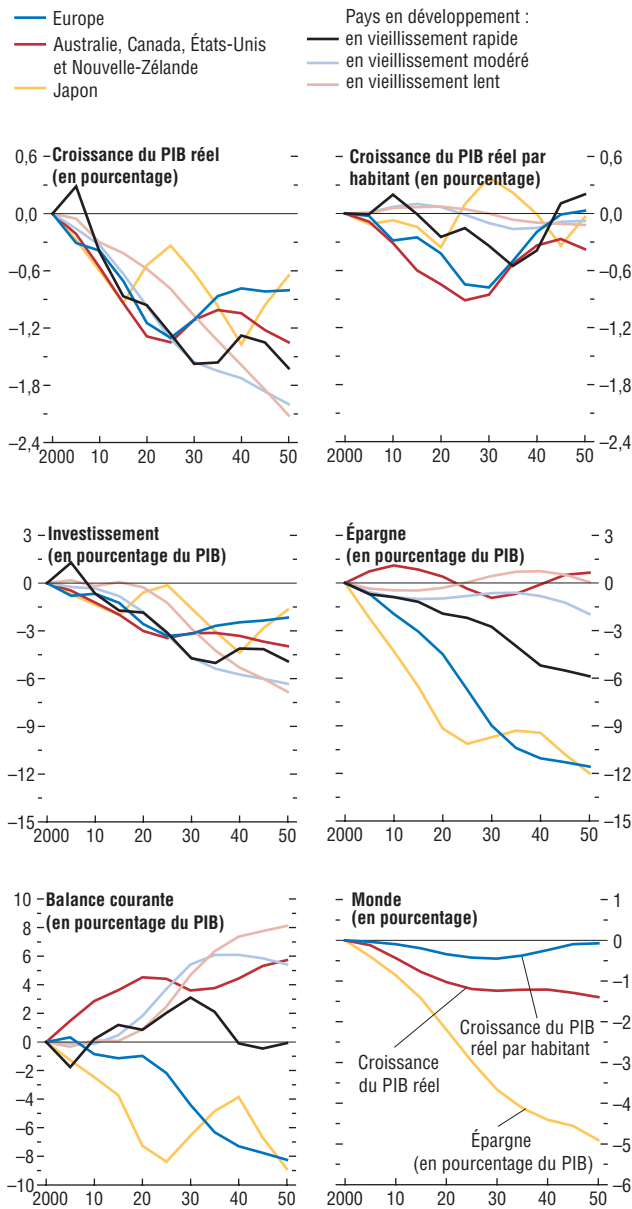 Europe
Australie, Canada, États-Unis
et Nouvelle-Zélande
Japon
Pays en développement :
en vieillissement rapide
en vieillissement modéré
en vieillissement lent
Croissance du PIB réel
(en pourcentage)
0,6
0,0
–0,6
–1,2
–1,8
–2,4
2000 10 20 30 40 50
Croissance du PIB réel par
habitant (en pourcentage)
0,6
0,0
–0,6
–1,2
–1,8
–2,4
2000 10 20 30 40 50
Investissement
(en pourcentage du PIB)
3
0
–3
–6
–9
–12
–15
2000 10 20 30 40 50
Épargne
(en pourcentage du PIB)
3
0
–3
–6
–9
–12
–15
2000 10 20 30 40 50
Balance courante
(en pourcentage du PIB)
10
8
6
4
2
0
–2
–4
–6
–8
–10
2000 10 20 30 40 50
Monde
(en pourcentage)
1
0
–1
–2
–3
–4
–5
–6
Croissance du PIB
réel par habitant
Croissance
du PIB réel
Épargne
(en pourcentage du PIB)
2000 10 20 30 40 50